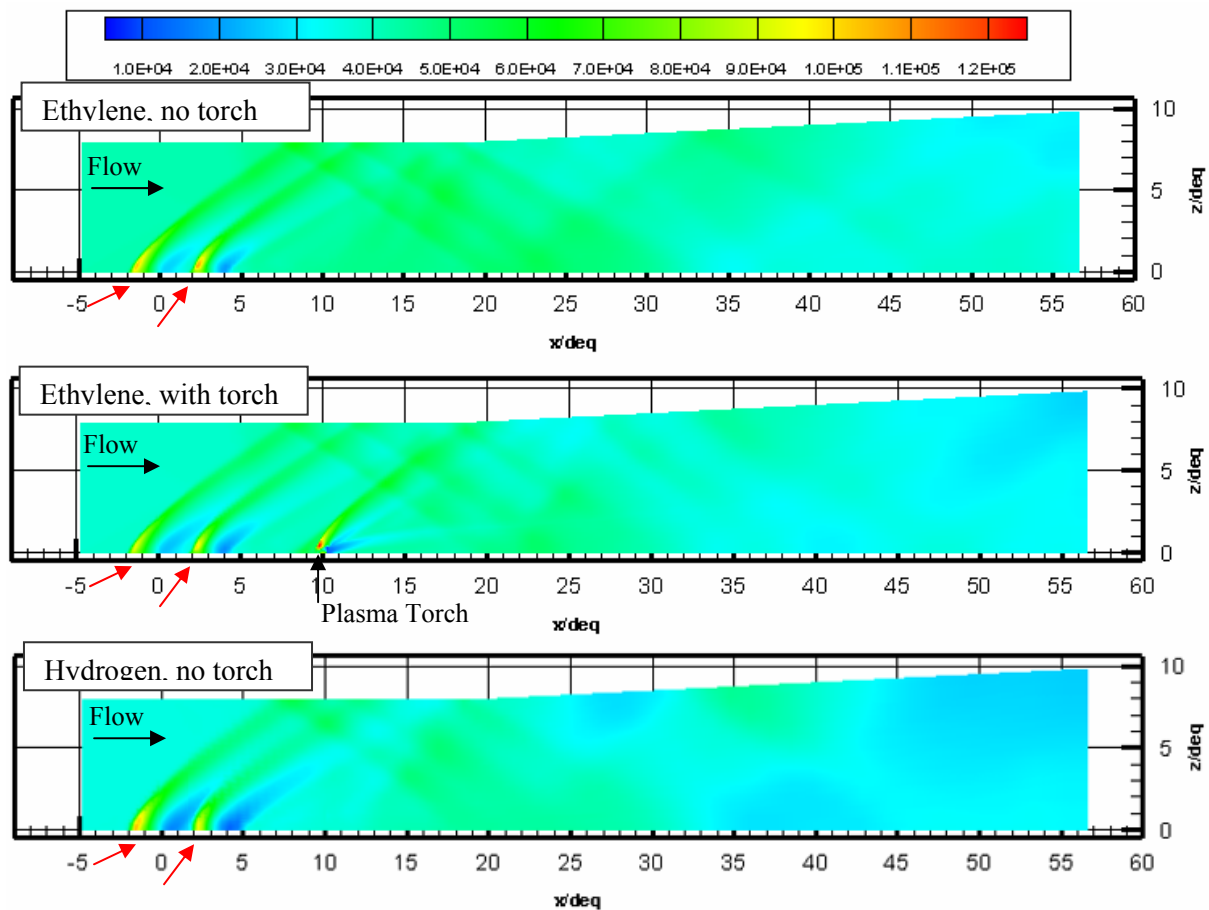 1.0E+04 2.0E+04 3.0E+04 4.0E+04 5.0E+04 6.0E+04 7.0E+04 8.0E+04 9.0E+04 1.0E+05 1.1E+05 1.2E+05
Ethylene, no torch
Flow
10
5
0
z/deq
-5 0 5 10 15 20 25 30 35 40 45 50 55 60
x/deq
Ethylene, with torch
Flow
10
5
0
z/deq
-5 0 5 10 15 20 25 30 35 40 45 50 55 60
Plasma Torch
x/deq
Hydrogen, no torch
Flow
10
5
0
z/deq
-5 0 5 10 15 20 25 30 35 40 45 50 55 60
x/deq